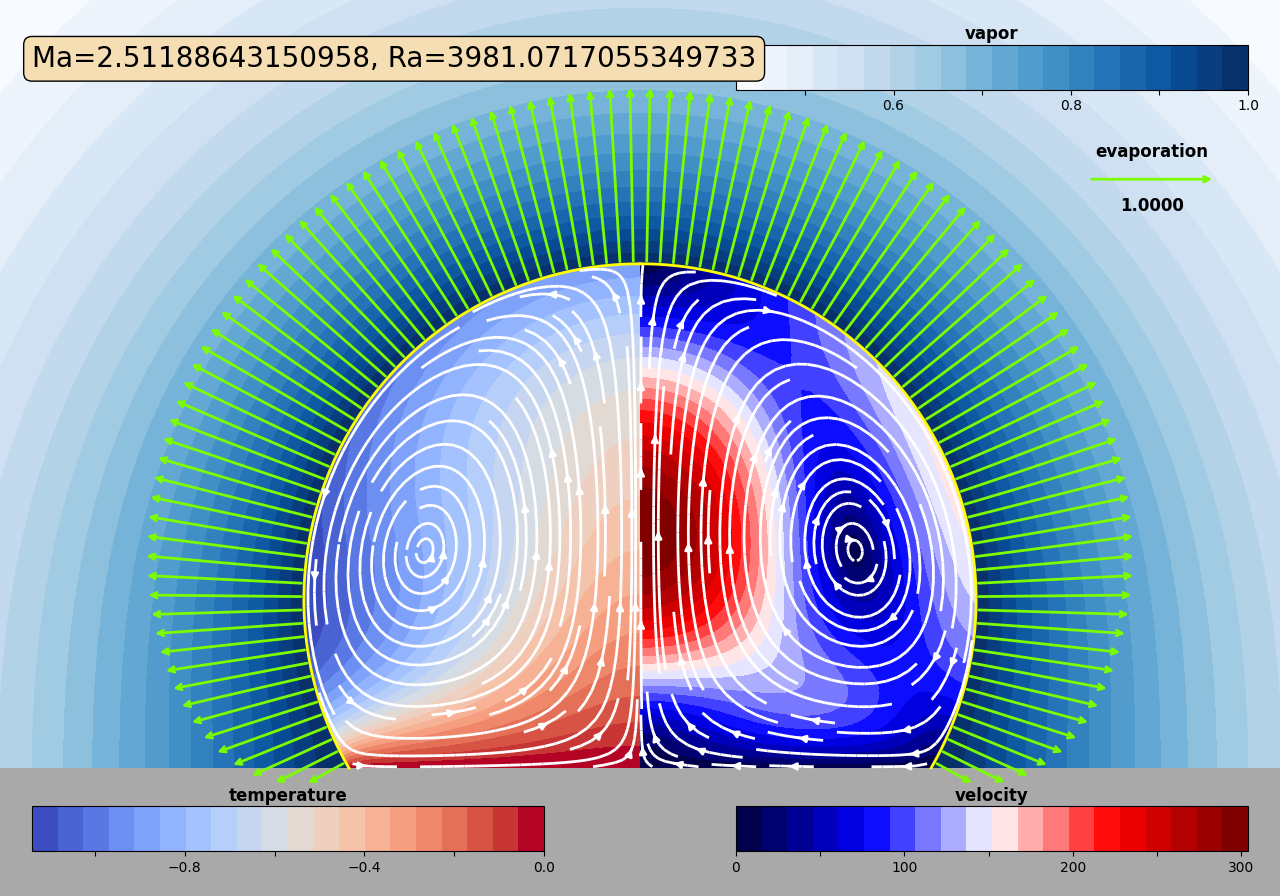 Ma=2.51188643150958, Ra=3981.0717055349733
vapor
0.6 0.8 1.0
evaporation
1.0000
temperature
−0.8 −0.4 0.0
velocity
0 100 200 300